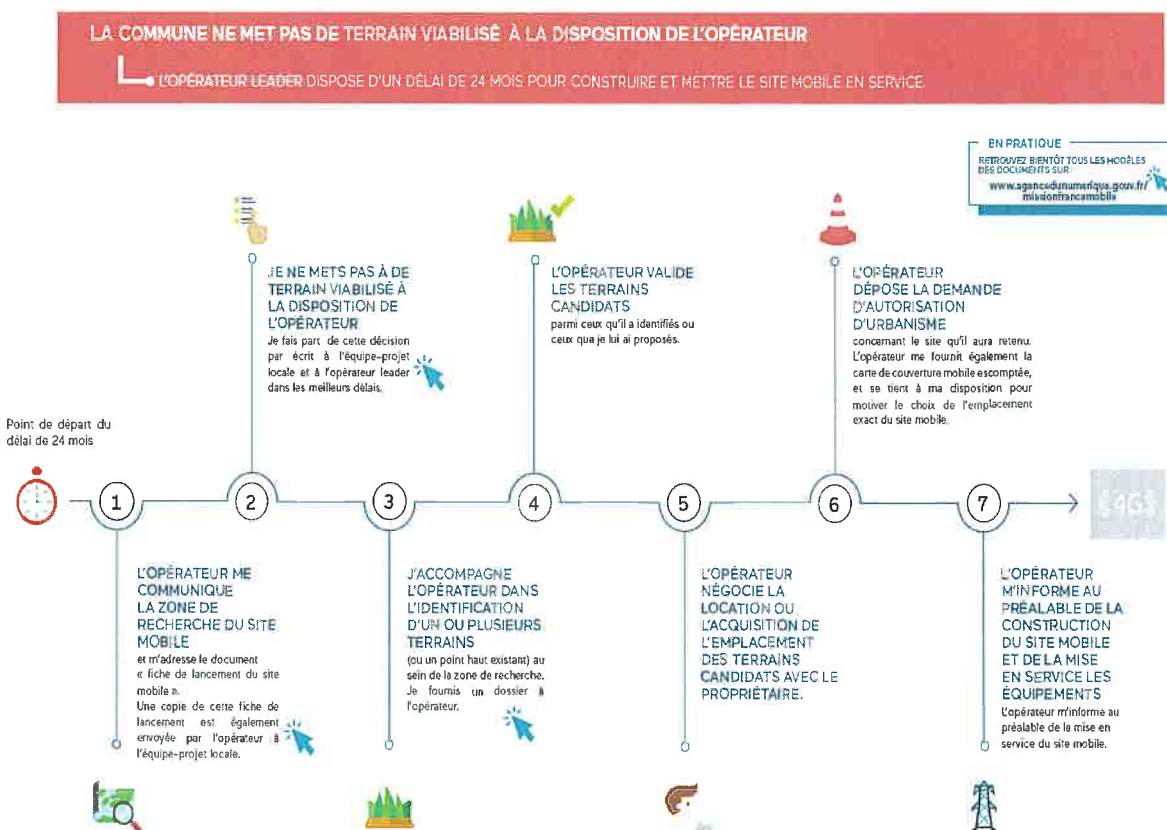 LA COMMUNE NE MET PAS DE TERRAIN VIABILISÉ À LA DISPOSITION DE L'OPÉRATEUR
L'OPÉRATEUR LEADER DISPOSE D'UN DÉLAI DE 24 MOIS POUR CONSTRUIRE ET METTRE LE SITE MOBILE EN SERVICE
EN PRATIQUE
RETROUVEZ BIENTÔT TOUS LES MODÈLES
DES DOCUMENTS SUR
www.agencedunumerique.gouv.fr/
missionfrancemobile
JE NE METS PAS À DE
TERRAIN VIABILISÉ À
LA DISPOSITION DE
L'OPÉRATEUR
Je fais part de cette décision
par écrit à l'équipe-projet
locale et à l'opérateur leader
dans les meilleurs délais.
L'OPÉRATEUR VALIDE
LES TERRAINS
CANDIDATS
parmi ceux qu'il a identifiés ou
ceux que je lui ai proposés.
L'OPÉRATEUR
DÉPOSE LA DEMANDE
D'AUTORISATION
D'URBANISME
concernant le site qu'il aura retenu.
L'opérateur me fournit également la
carte de couverture mobile escomptée,
et se tient à ma disposition pour
motiver le choix de l'emplacement
exact du site mobile.
Point de départ du
délai de 24 mois
1
2
3
4
5
6
7
4G
L'OPÉRATEUR ME
COMMUNIQUE
LA ZONE DE
RECHERCHE DU SITE
MOBILE
et m'adresse le document
« fiche de lancement du site
mobile ».
Une copie de cette fiche de
lancement est également
envoyée par l'opérateur à
l'équipe-projet locale.
J'ACCOMPAGNE
L'OPÉRATEUR DANS
L'IDENTIFICATION
D'UN OU PLUSIEURS
TERRAINS
(ou un point haut existant) au
sein de la zone de recherche.
Je fournis un dossier à
l'opérateur.
L'OPÉRATEUR
NÉGOCIE LA
LOCATION OU
L'ACQUISITION DE
L'EMPLACEMENT
DES TERRAINS
CANDIDATS AVEC LE
PROPRIÉTAIRE.
L'OPÉRATEUR
M'INFORME AU
PRÉALABLE DE LA
CONSTRUCTION
DU SITE MOBILE
ET DE LA MISE
EN SERVICE LES
ÉQUIPEMENTS
L'opérateur m'informe au
préalable de la mise en
service du site mobile.